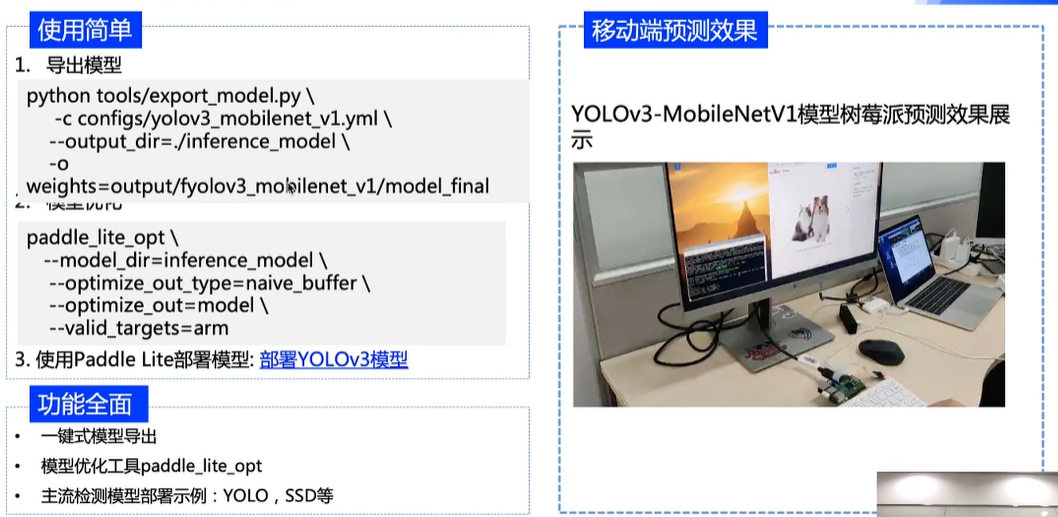 使用简单
1. 导出模型
python tools/export_model.py \
-c configs/yolov3_mobilenet_v1.yml \
--output_dir=./inference_model \
-o
weights=output/fyolov3_mobilenet_v1/model_final
2. 模型优化
paddle_lite_opt \
--model_dir=inference_model \
--optimize_out_type=naive_buffer \
--optimize_out=model \
--valid_targets=arm
3. 使用Paddle Lite部署模型: 部署YOLOv3模型
功能全面
• 一键式模型导出
• 模型优化工具paddle_lite_opt
• 主流检测模型部署示例：YOLO，SSD等
移动端预测效果
YOLOv3-MobileNetV1模型树莓派预测效果展
示